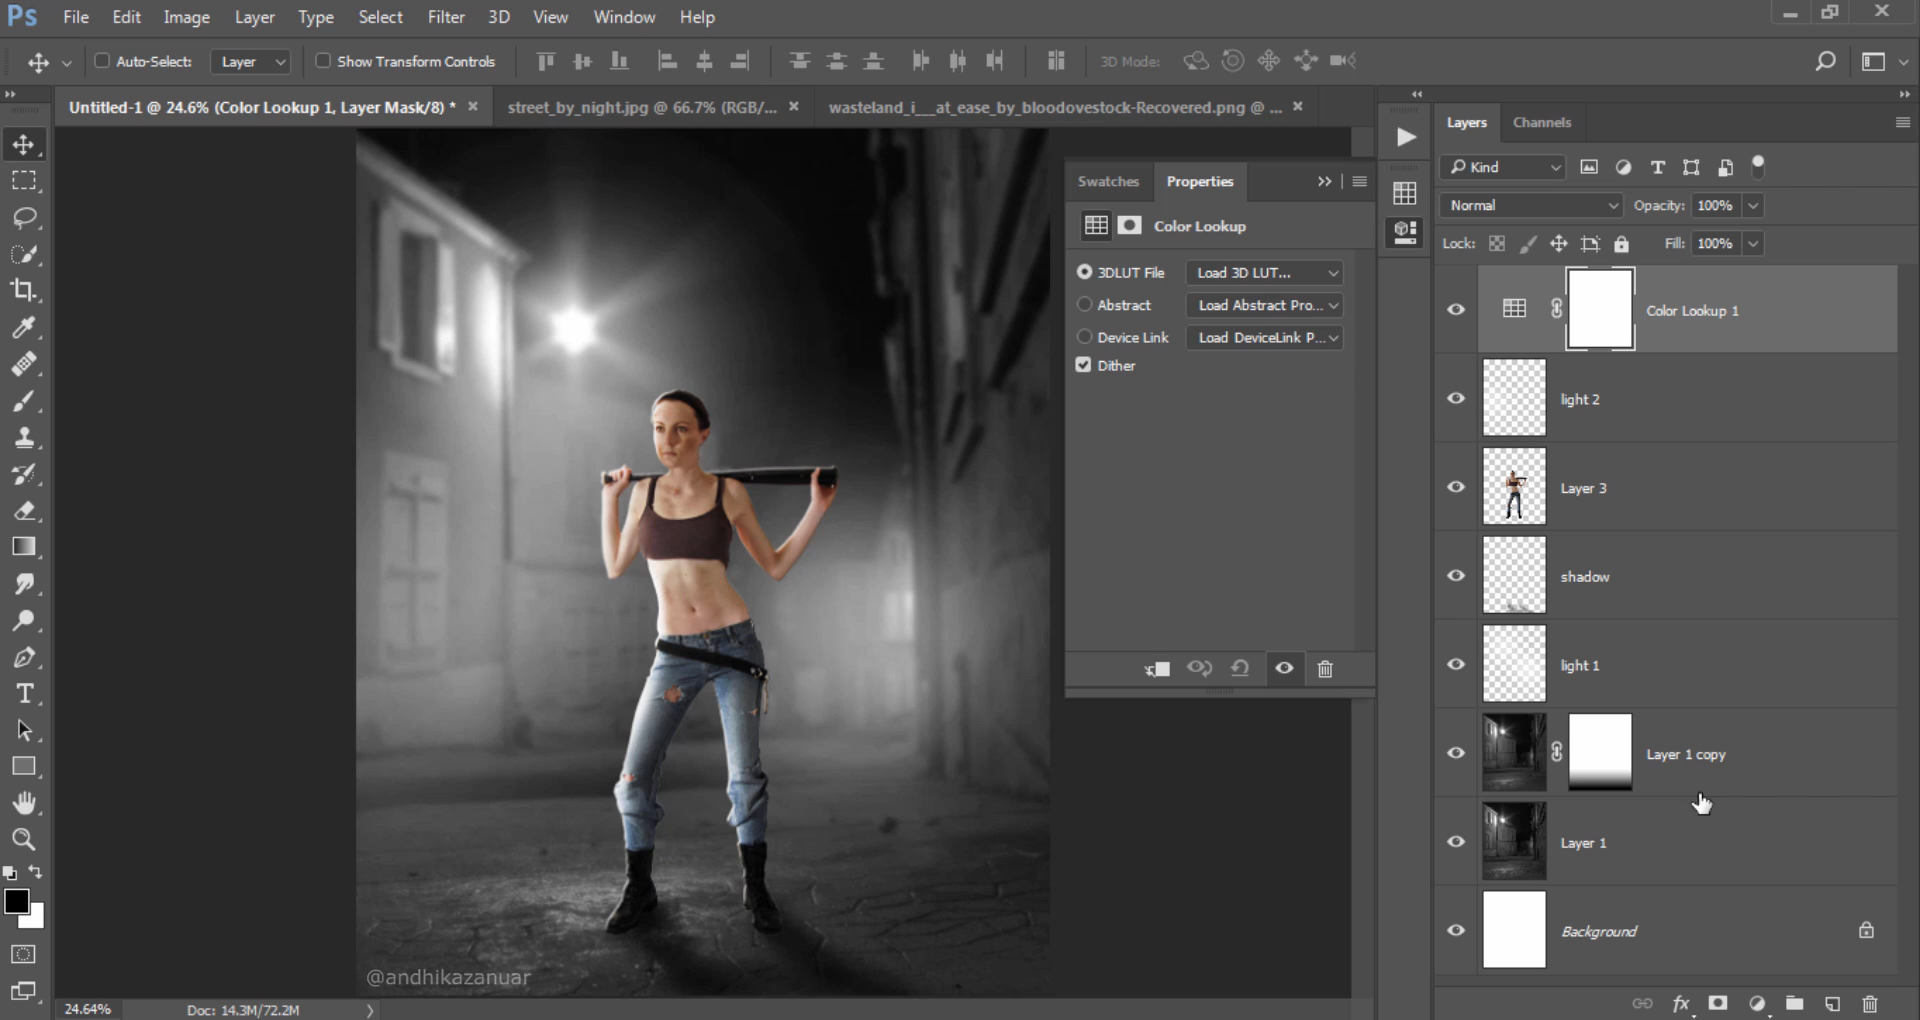 Ps File Edit Image Layer Type Select Filter 3D View Window Help
Auto-Select: Layer Show Transform Controls 3D Mode:
Untitled-1 @ 24.6% (Color Lookup 1, Layer Mask/8) * street_by_night.jpg @ 66.7% (RGB/... wasteland_i__at_ease_by_bloodovestock-Recovered.png @ ...
Layers Channels
Kind
Normal Opacity: 100%
Lock: Fill: 100%
Swatches Properties
Color Lookup
3DLUT File Load 3D LUT...
Abstract Load Abstract Pro...
Device Link Load DeviceLink P...
Dither
Color Lookup 1
light 2
Layer 3
shadow
light 1
Layer 1 copy
Layer 1
Background
@andhikazanuar
24.64% Doc: 14.3M/72.2M
fx